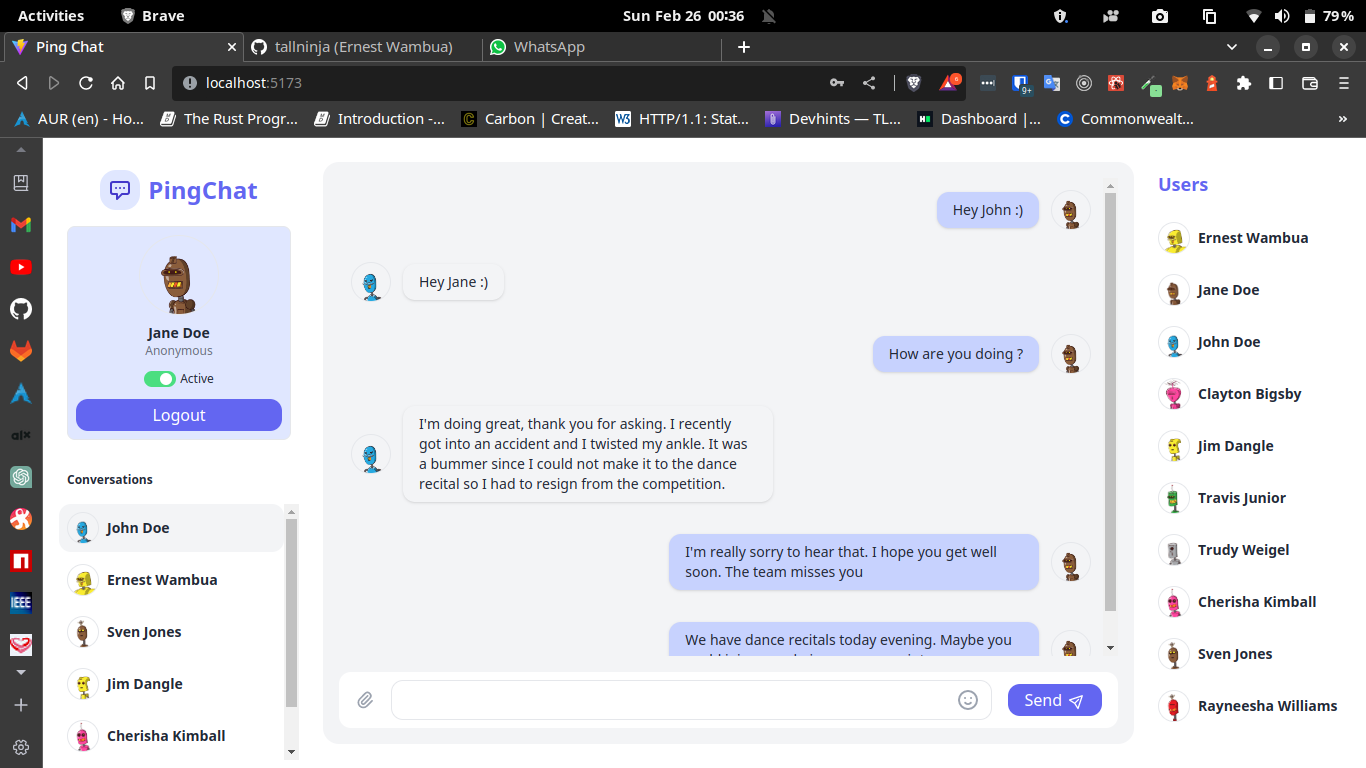 Activities
Brave
Sun Feb 26 00:36
79%
Ping Chat
tallninja (Ernest Wambua)
WhatsApp
localhost:5173
6
9+
AUR (en) - Ho...
The Rust Progr...
Introduction -...
Carbon | Creat...
HTTP/1.1: Stat...
Devhints — TL...
Dashboard |...
Commonwealt...
»
PingChat
Jane Doe
Anonymous
Active
Logout
Conversations
John Doe
Ernest Wambua
Sven Jones
Jim Dangle
Cherisha Kimball
alx
IEEE
Hey John :)
Hey Jane :)
How are you doing ?
I'm doing great, thank you for asking. I recently
got into an accident and I twisted my ankle. It was
a bummer since I could not make it to the dance
recital so I had to resign from the competition.
I'm really sorry to hear that. I hope you get well
soon. The team misses you
We have dance recitals today evening. Maybe you
Send
Users
Ernest Wambua
Jane Doe
John Doe
Clayton Bigsby
Jim Dangle
Travis Junior
Trudy Weigel
Cherisha Kimball
Sven Jones
Rayneesha Williams